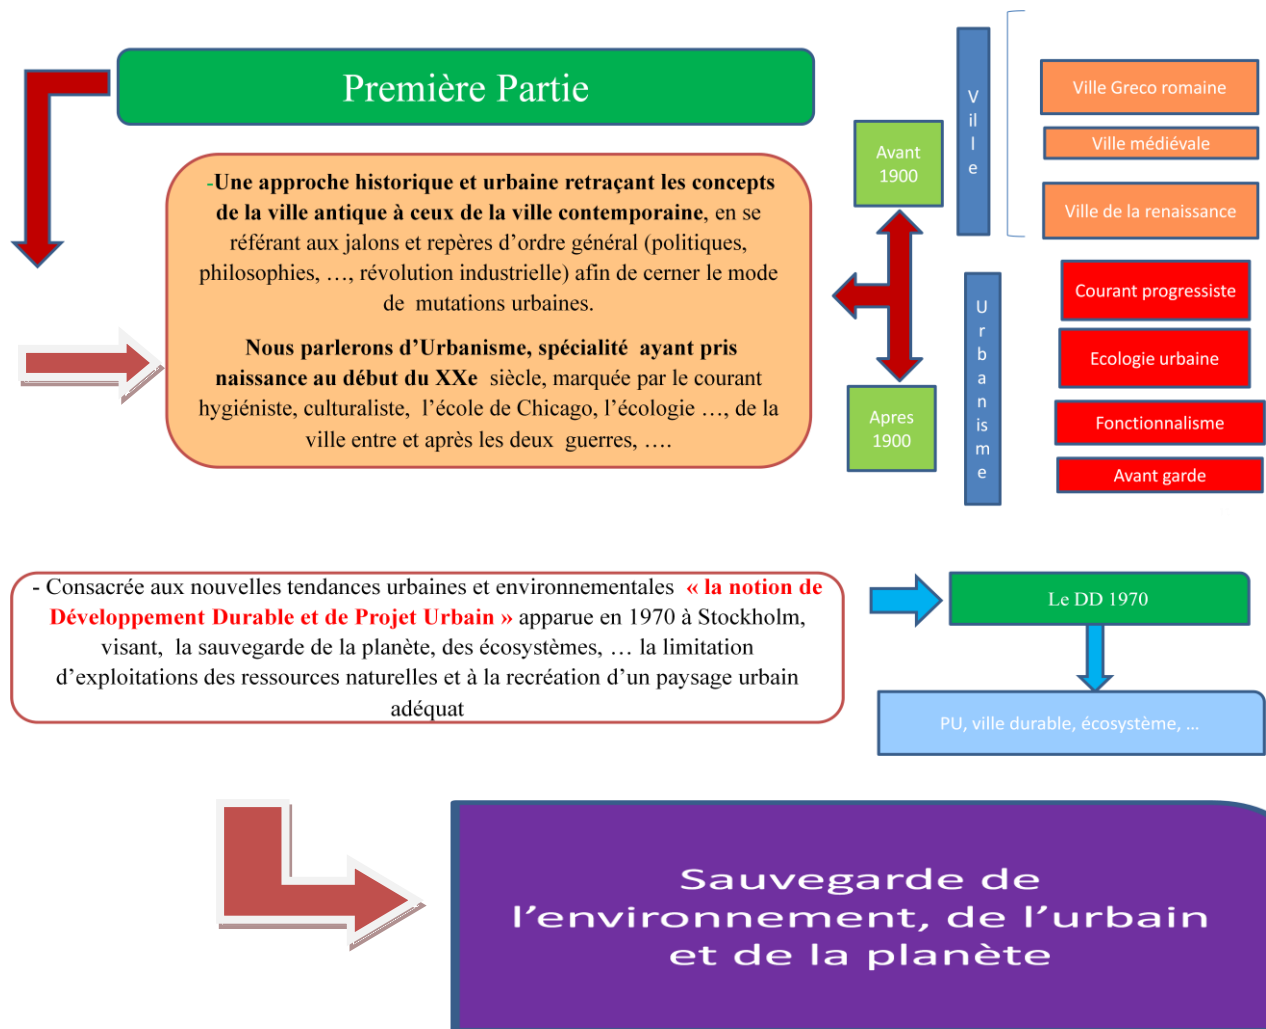 Première Partie
-Une approche historique et urbaine retraçant les concepts
de la ville antique à ceux de la ville contemporaine, en se
référant aux jalons et repères d’ordre général (politiques,
philosophies, …, révolution industrielle) afin de cerner le mode
de mutations urbaines.
Nous parlerons d’Urbanisme, spécialité ayant pris
naissance au début du XXe siècle, marquée par le courant
hygiéniste, culturaliste, l’école de Chicago, l’écologie …, de la
ville entre et après les deux guerres, ….
Avant
1900
Ville
Ville Greco romaine
Ville médiévale
Ville de la renaissance
Apres
1900
Urbanisme
Courant progressiste
Ecologie urbaine
Fonctionnalisme
Avant garde
- Consacrée aux nouvelles tendances urbaines et environnementales « la notion de
Développement Durable et de Projet Urbain » apparue en 1970 à Stockholm,
visant, la sauvegarde de la planète, des écosystèmes, … la limitation
d’exploitations des ressources naturelles et à la recréation d’un paysage urbain
adéquat
Le DD 1970
PU, ville durable, écosystème, …
Sauvegarde de
l’environnement, de l’urbain
et de la planète